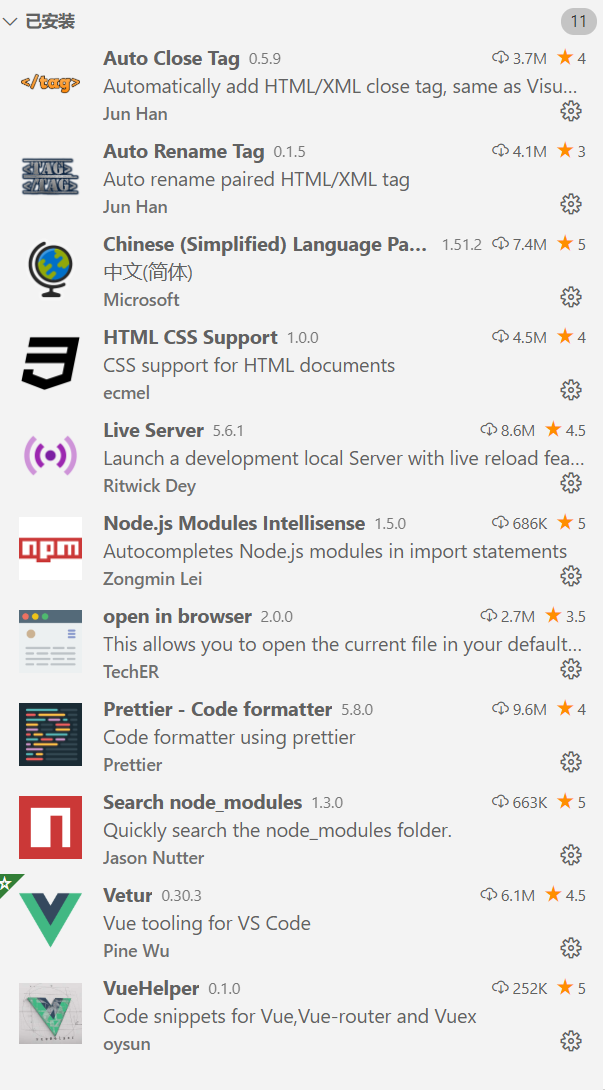 已安装 11
Auto Close Tag 0.5.9 3.7M 4
</tag> Automatically add HTML/XML close tag, same as Visu...
Jun Han
Auto Rename Tag 0.1.5 4.1M 3
<TAG>
</TAG>
Auto rename paired HTML/XML tag
Jun Han
Chinese (Simplified) Language Pa... 1.51.2 7.4M 5
中文(简体)
Microsoft
HTML CSS Support 1.0.0 4.5M 4
CSS support for HTML documents
ecmel
Live Server 5.6.1 8.6M 4.5
Launch a development local Server with live reload fea...
Ritwick Dey
Node.js Modules Intellisense 1.5.0 686K 5
npm Autocompletes Node.js modules in import statements
Zongmin Lei
open in browser 2.0.0 2.7M 3.5
This allows you to open the current file in your default...
TechER
Prettier - Code formatter 5.8.0 9.6M 4
Code formatter using prettier
Prettier
Search node_modules 1.3.0 663K 5
Quickly search the node_modules folder.
Jason Nutter
Vetur 0.30.3 6.1M 4.5
Vue tooling for VS Code
Pine Wu
VueHelper 0.1.0 252K 5
Code snippets for Vue,Vue-router and Vuex
oysun